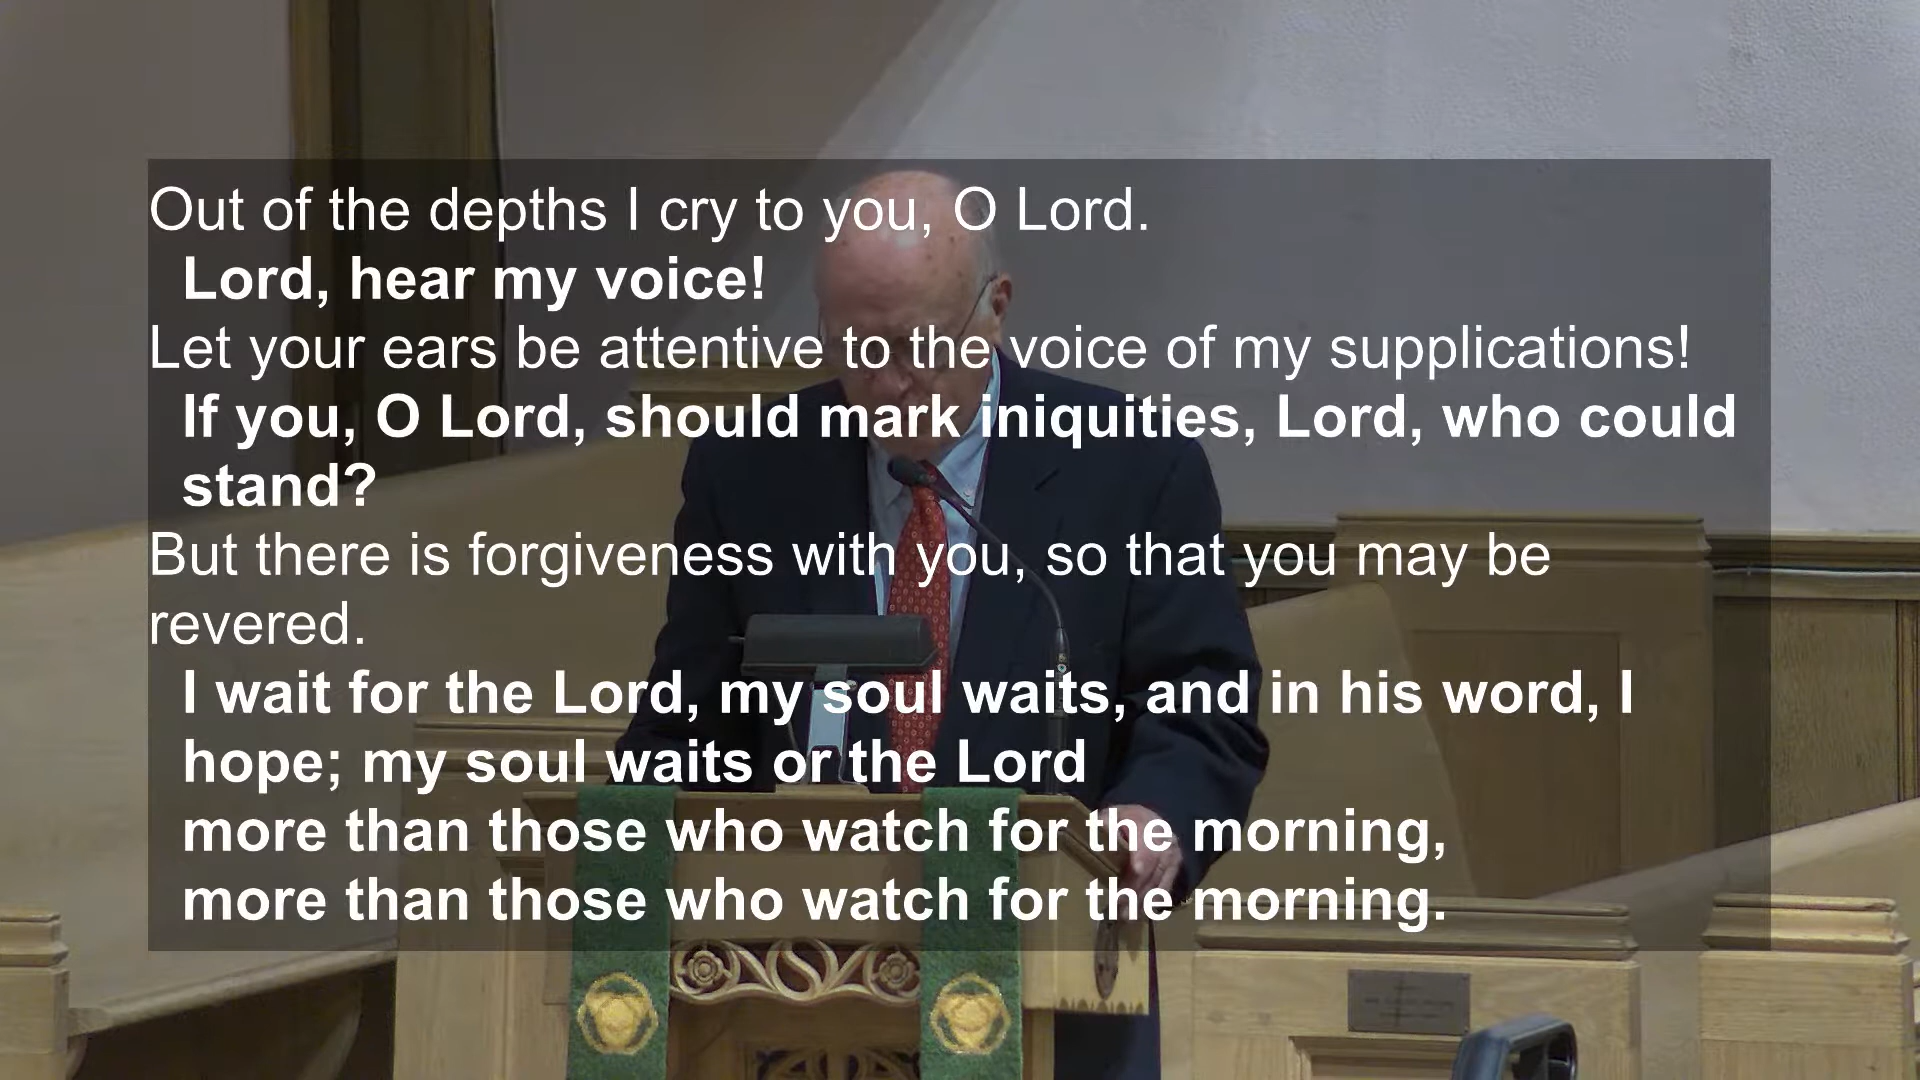 Out of the depths I cry to you, O Lord.
Lord, hear my voice!
Let your ears be attentive to the voice of my supplications!
If you, O Lord, should mark iniquities, Lord, who could
stand?
But there is forgiveness with you, so that you may be
revered.
I wait for the Lord, my soul waits, and in his word, I
hope; my soul waits or the Lord
more than those who watch for the morning,
more than those who watch for the morning.